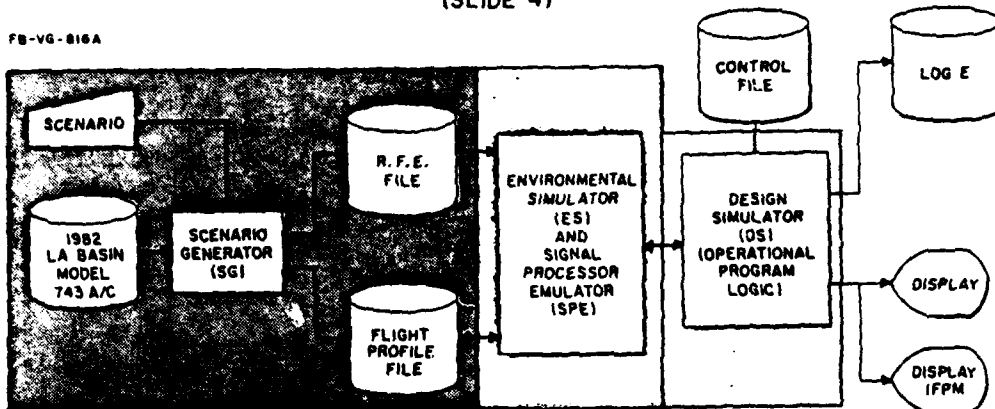 (SLIDE 4)
FB-VG-816A
SCENARIO
1982
LA BASIN
MODEL
743 A/C
SCENARIO
GENERATOR
(SG)
R.F.E.
FILE
FLIGHT
PROFILE
FILE
ENVIRONMENTAL
SIMULATOR
(ES)
AND
SIGNAL
PROCESSOR
EMULATOR
(SPE)
CONTROL
FILE
DESIGN
SIMULATOR
(DS)
(OPERATIONAL
PROGRAM
LOGIC)
LOG E
DISPLAY
DISPLAY
IFPM